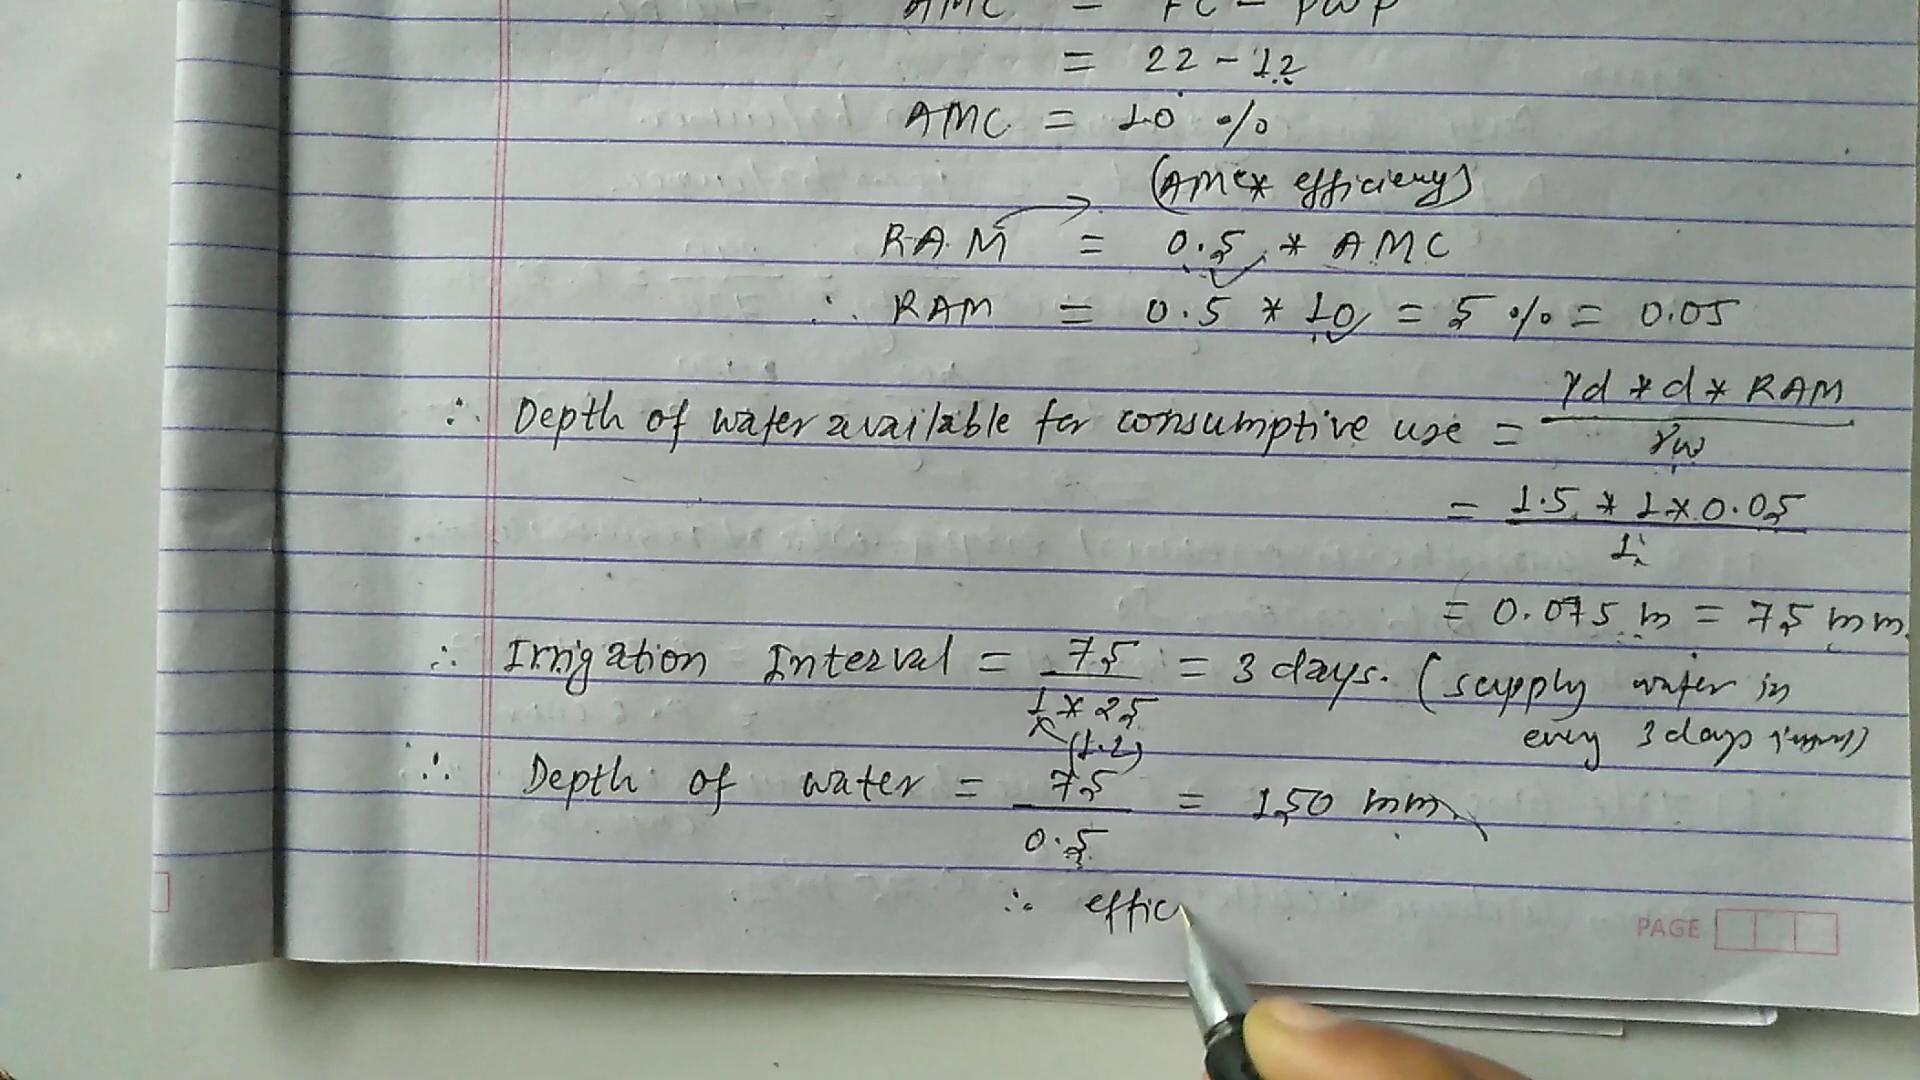 AMC = FC - PWP
= 22 - 12
AMC = 10 %
(AMC * efficiency)
RAM = 0.5 * AMC
∴ RAM = 0.5 * 10 = 5 % = 0.05
∴ Depth of water available for consumptive use = γd * d * RAM / γw
= 1.5 * 1 * 0.05 / 1
= 0.075 m = 75 mm.
∴ Irrigation Interval = 75 / 1 * 25 = 3 days. (supply water in
every 3 days
(1.2)
∴ Depth of water = 75 / 0.5 = 150 mm
∴ effic
PAGE